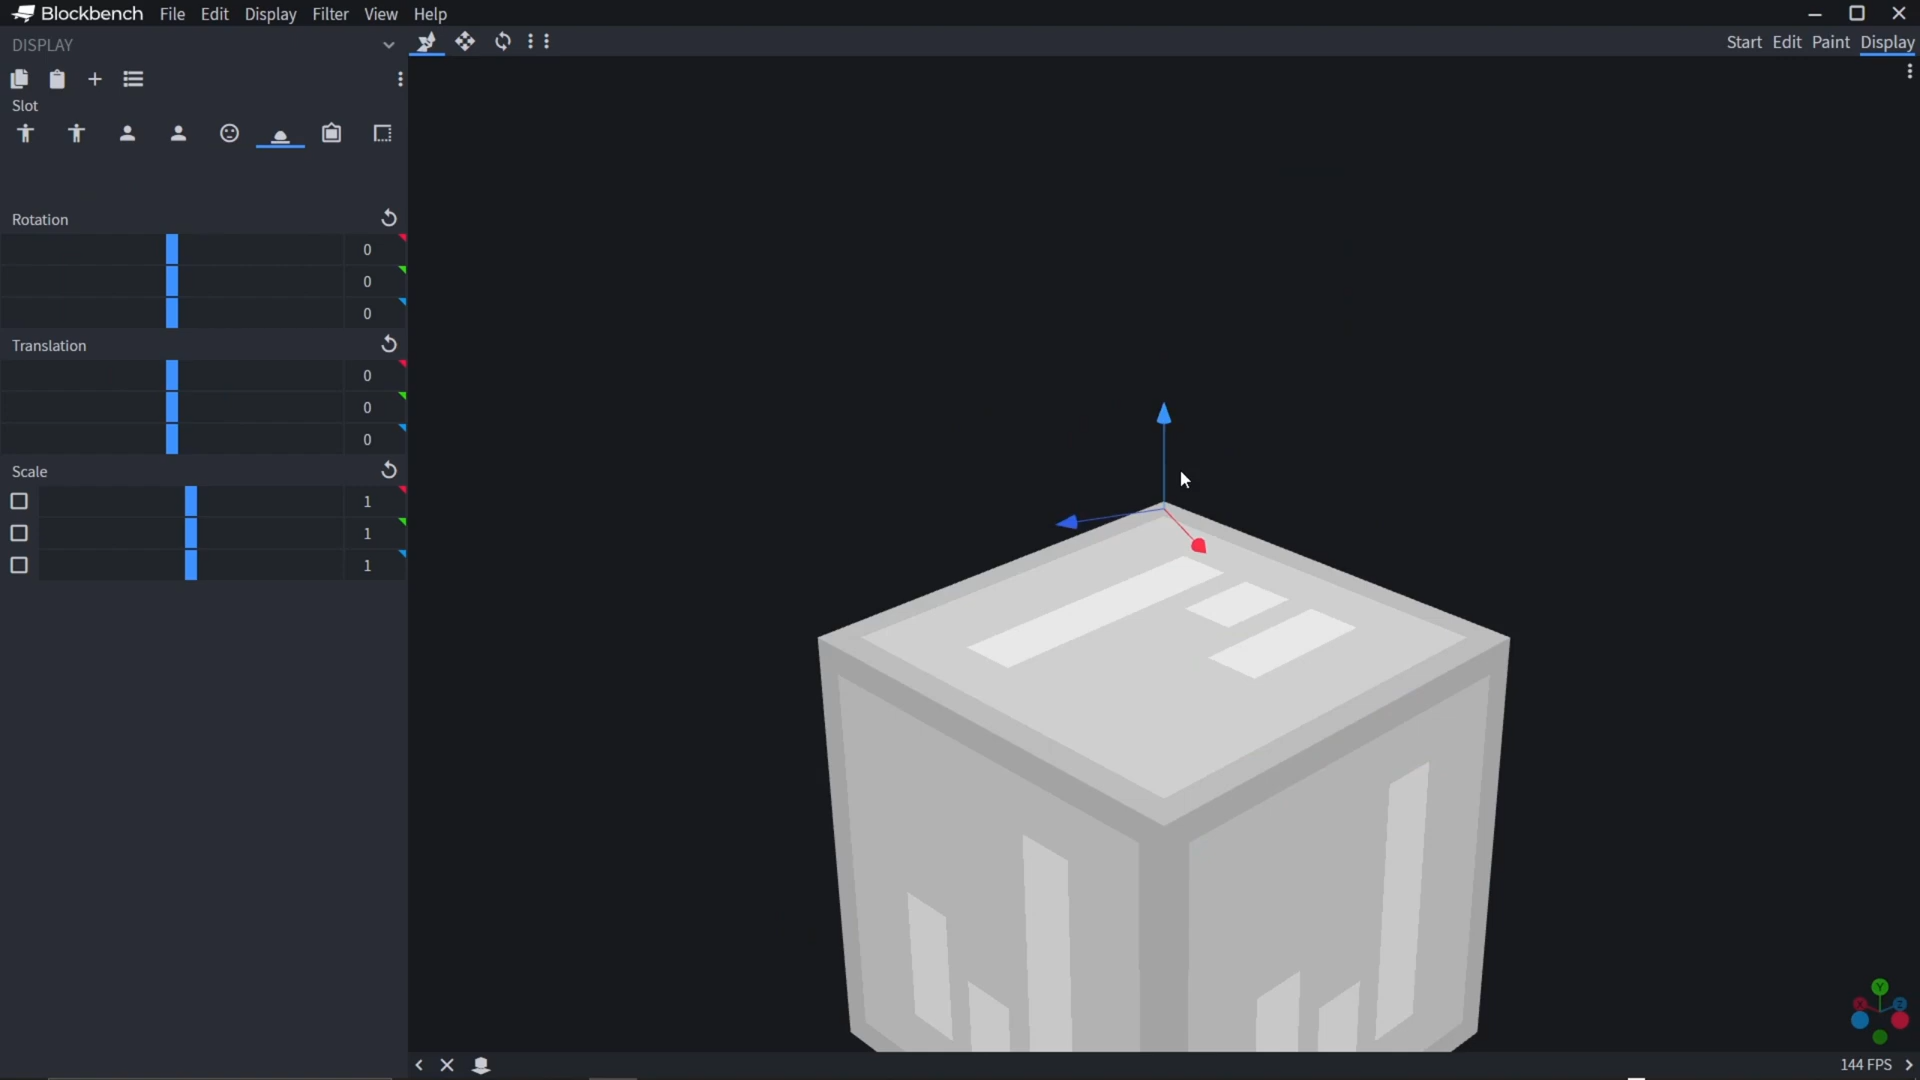 Blockbench File Edit Display Filter View Help
DISPLAY
Start Edit Paint Display
Slot
Rotation
0
0
0
Translation
0
0
0
Scale
1
1
1
Y
X Z
144 FPS